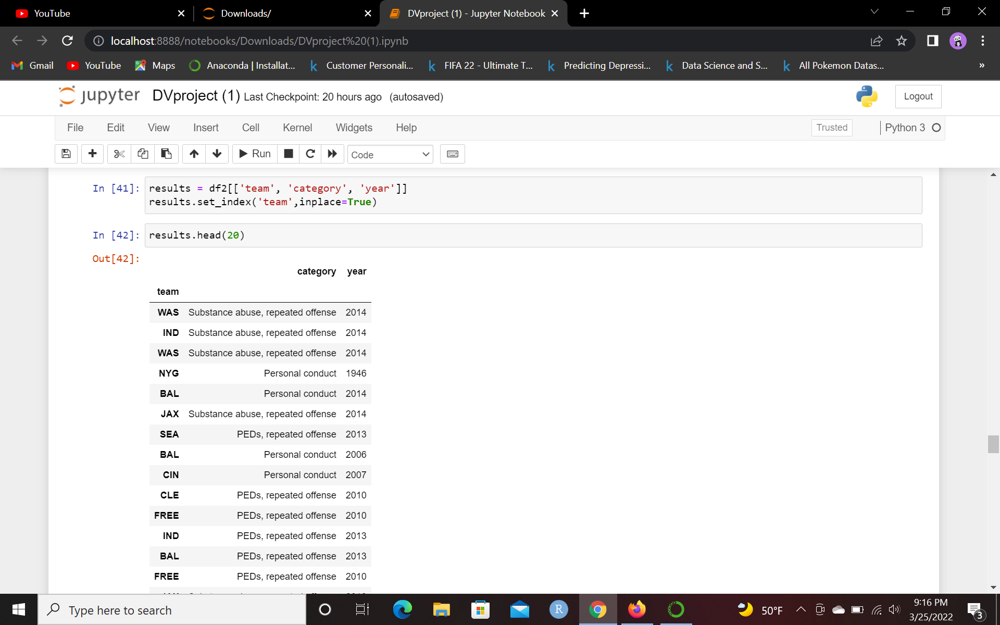 YouTube
Downloads/
DVproject (1) - Jupyter Notebook
localhost:8888/notebooks/Downloads/DVproject%20(1).ipynb
Gmail YouTube Maps Anaconda | Installat... Customer Personali... FIFA 22 - Ultimate T... Predicting Depressi... Data Science and S... All Pokemon Datas... »
jupyter DVproject (1) Last Checkpoint: 20 hours ago (autosaved) Logout
File Edit View Insert Cell Kernel Widgets Help Trusted Python 3
Run Code
In [41]: results = df2[['team', 'category', 'year']]
results.set_index('team',inplace=True)
In [42]: results.head(20)
Out[42]:
category year
team
WAS Substance abuse, repeated offense 2014
IND Substance abuse, repeated offense 2014
WAS Substance abuse, repeated offense 2014
NYG Personal conduct 1946
BAL Personal conduct 2014
JAX Substance abuse, repeated offense 2014
SEA PEDs, repeated offense 2013
BAL Personal conduct 2006
CIN Personal conduct 2007
CLE PEDs, repeated offense 2010
FREE PEDs, repeated offense 2010
IND PEDs, repeated offense 2013
BAL PEDs, repeated offense 2013
FREE PEDs, repeated offense 2010
Type here to search R 50°F 9:16 PM
3/25/2022 3